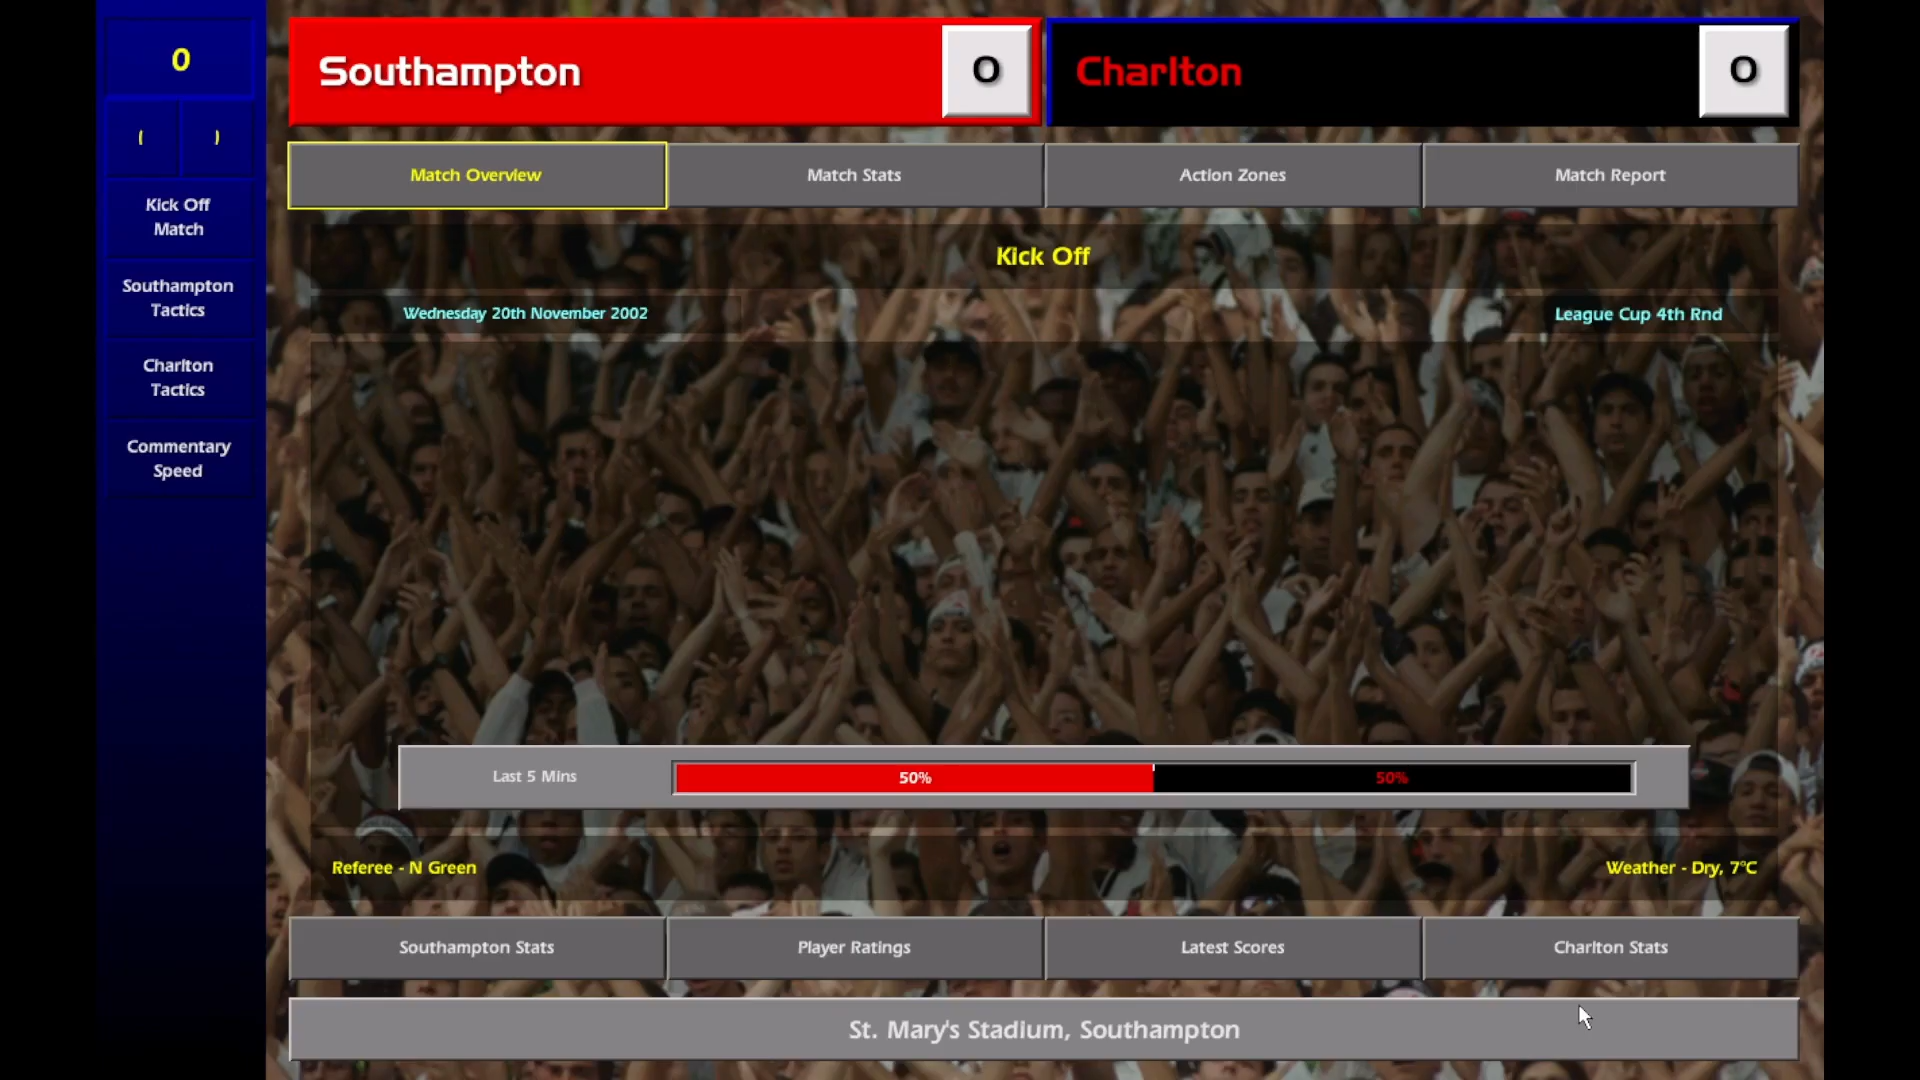 0
Southampton 0 Charlton 0
( )
Match Overview Match Stats Action Zones Match Report
Kick Off
Match
Kick Off
Southampton
Tactics
Wednesday 20th November 2002 League Cup 4th Rnd
Charlton
Tactics
Commentary
Speed
Last 5 Mins 50% 50%
Referee - N Green Weather - Dry, 7°C
Southampton Stats Player Ratings Latest Scores Charlton Stats
St. Mary's Stadium, Southampton